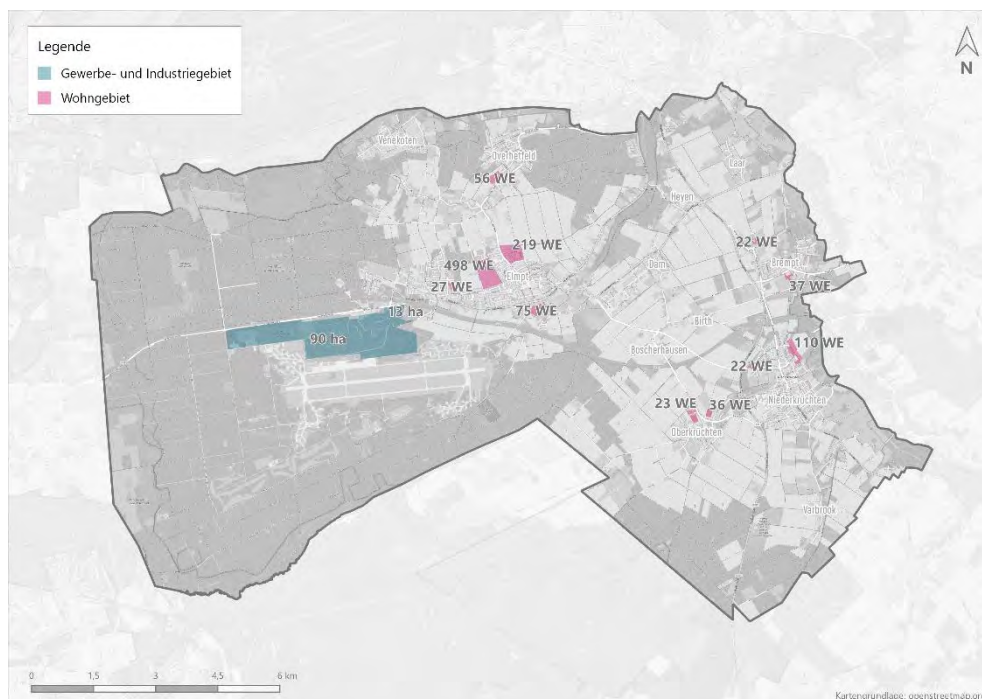 Legende
Gewerbe- und Industriegebiet
Wohngebiet
N
Venekoten
Overhetfeld
Laar
56 WE
Heyen
219 WE
22 WE
498 WE
Elmpt
Brempt
Dam
27 WE
37 WE
13 ha
75 WE
Birth
90 ha
110 WE
Boscherhausen
22 WE
Niederkrüchten
23 WE
36 WE
Oberkrüchten
Varbrook
0 1,5 3 4,5 6 km
Kartengrundlage: openstreetmap.org